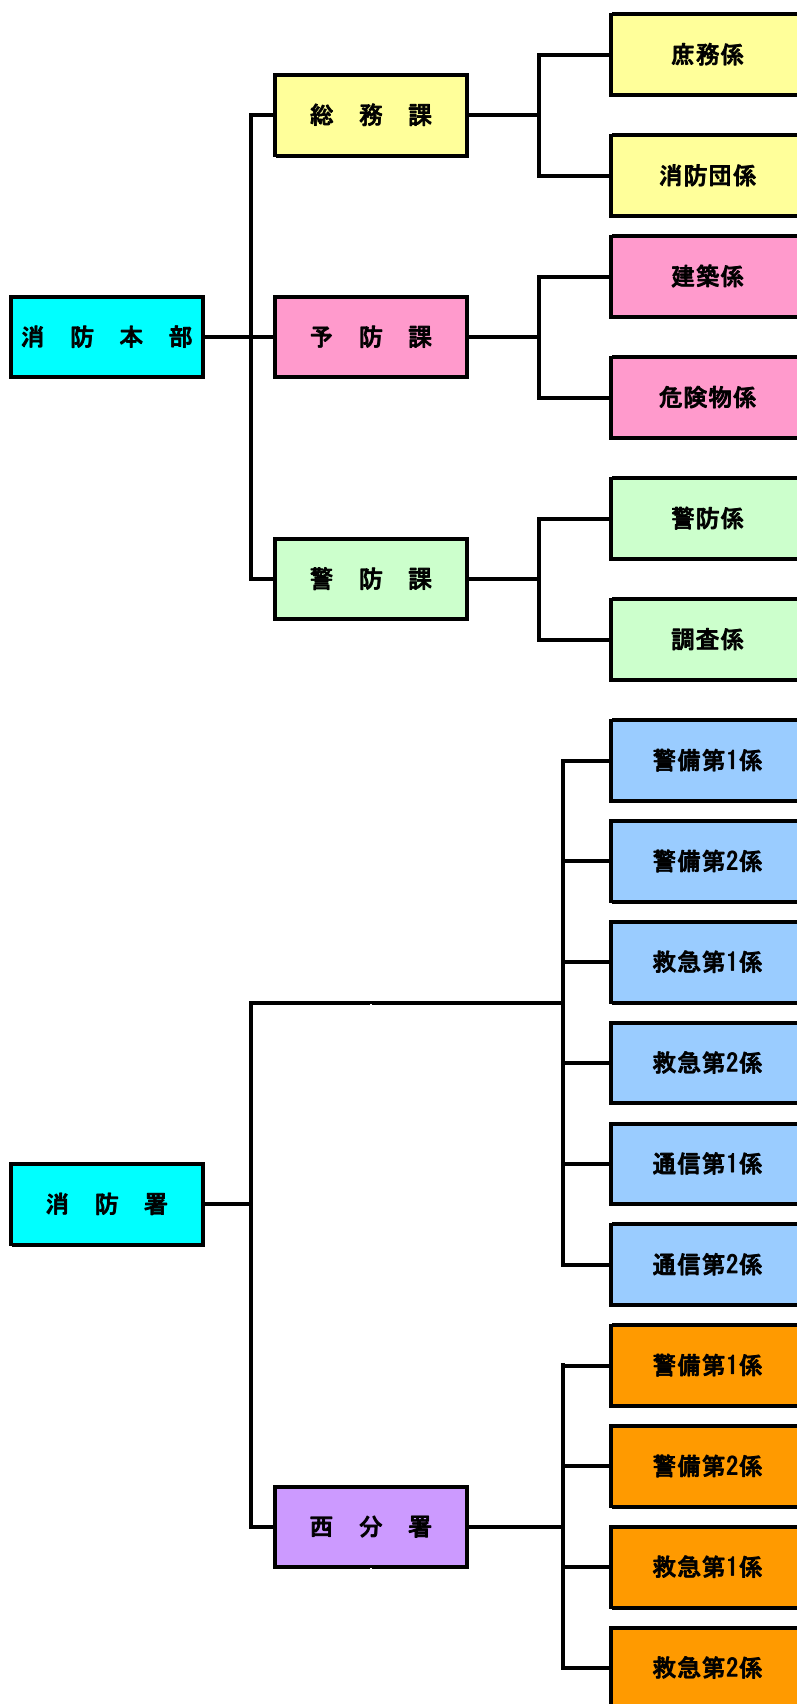 消防本部
総務課
庶務係
消防団係
予防課
建築係
危険物係
警防課
警防係
調査係
消防署
警備第1係
警備第2係
救急第1係
救急第2係
通信第1係
通信第2係
西分署
警備第1係
警備第2係
救急第1係
救急第2係